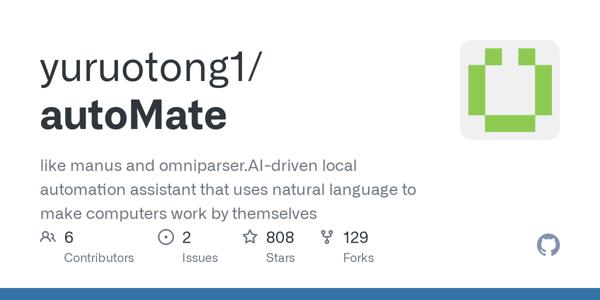 yuruotong1/
autoMate
like manus and omniparser.AI-driven local
automation assistant that uses natural language to
make computers work by themselves
6 2 808 129
Contributors Issues Stars Forks